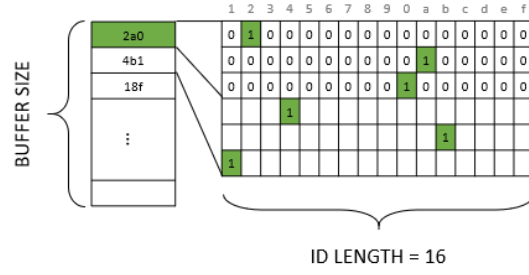 1 2 3 4 5 6 7 8 9 0 a b c d e f
2a0 0 1 0 0 0 0 0 0 0 0 0 0 0 0 0 0
4b1 0 0 0 0 0 0 0 0 0 0 1 0 0 0 0 0
18f 0 0 0 0 0 0 0 0 0 1 0 0 0 0 0 0
1
1
1
...
BUFFER SIZE
ID LENGTH = 16